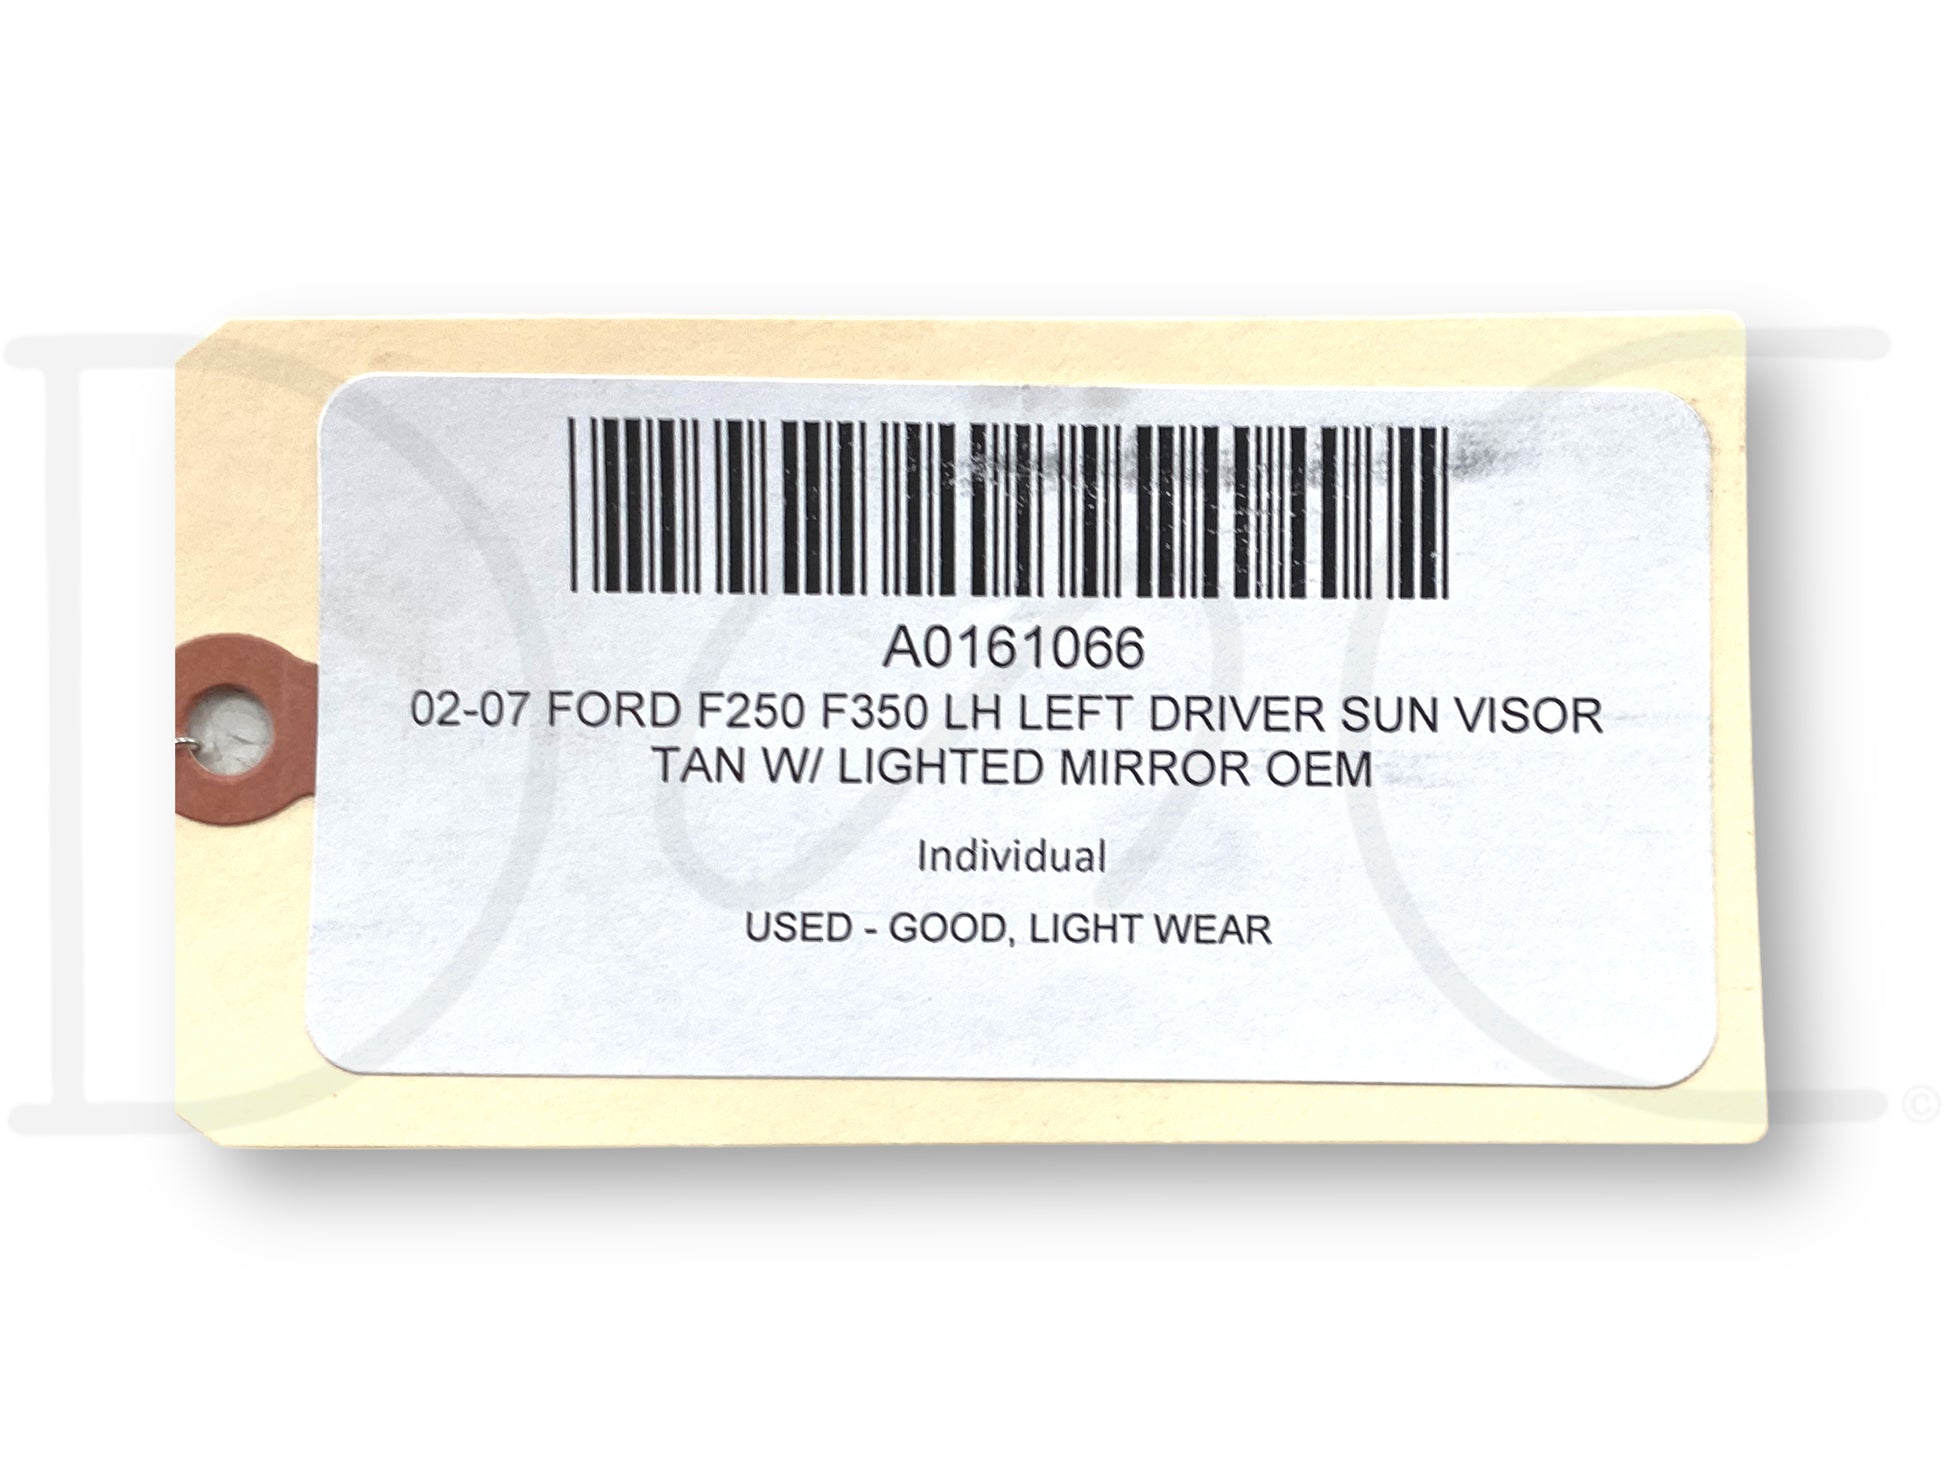 A0161066
02-07 FORD F250 F350 LH LEFT DRIVER SUN VISOR
TAN W/ LIGHTED MIRROR OEM
Individual
USED - GOOD, LIGHT WEAR
©